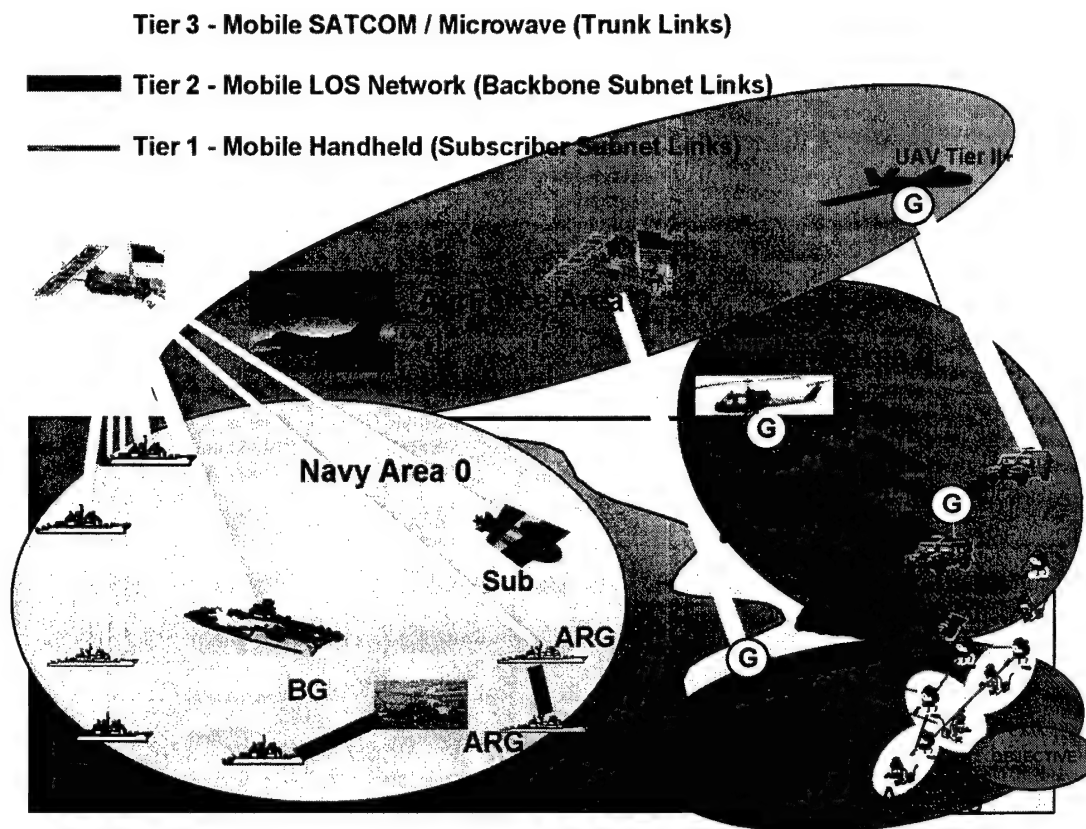 Tier 3 - Mobile SATCOM / Microwave (Trunk Links)
Tier 2 - Mobile LOS Network (Backbone Subnet Links)
Tier 1 - Mobile Handheld (Subscriber Subnet Links)
UAV Tier II+
G
Air Force Area
G
Navy Area 0
G
Sub
ARG
G
BG
ARG
OBJECTIVE